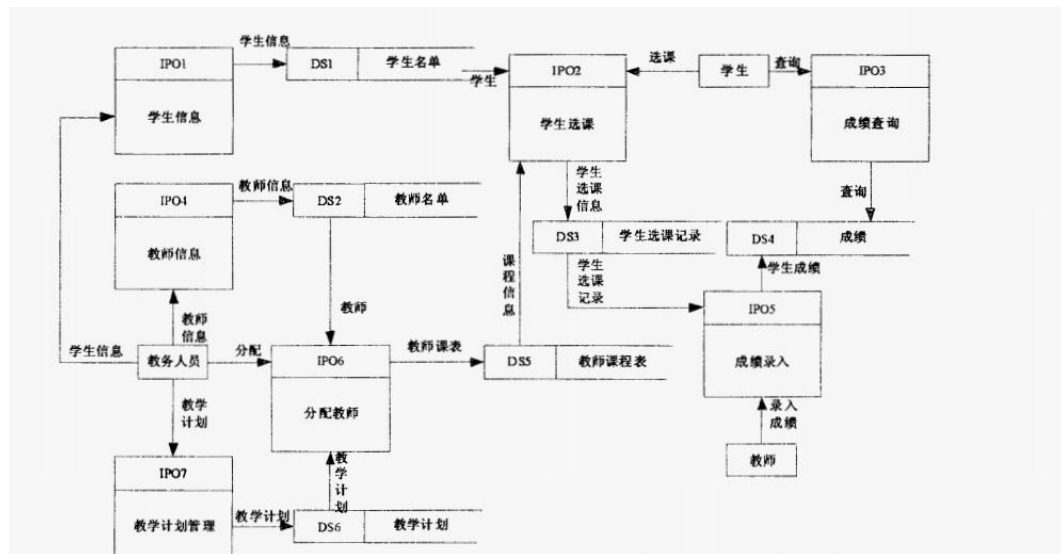 学生信息
IPO1
学生信息
DS1
学生名单
学生
IPO2
学生选课
选课
学生
查询
IPO3
成绩查询
教师信息
IPO4
教师信息
DS2
教师名单
学生
选课
信息
查询
DS3
学生选课记录
DS4
成绩
课
程
信
息
学生
选课
记录
学生成绩
教师
信息
教师
IPO5
成绩录入
学生信息
教务人员
分配
IPO6
分配教师
教师课表
DS5
教师课程表
教学
计划
录入
成绩
教师
IPO7
教学计划管理
教学计划
DS6
教学计划
教
学
计
划